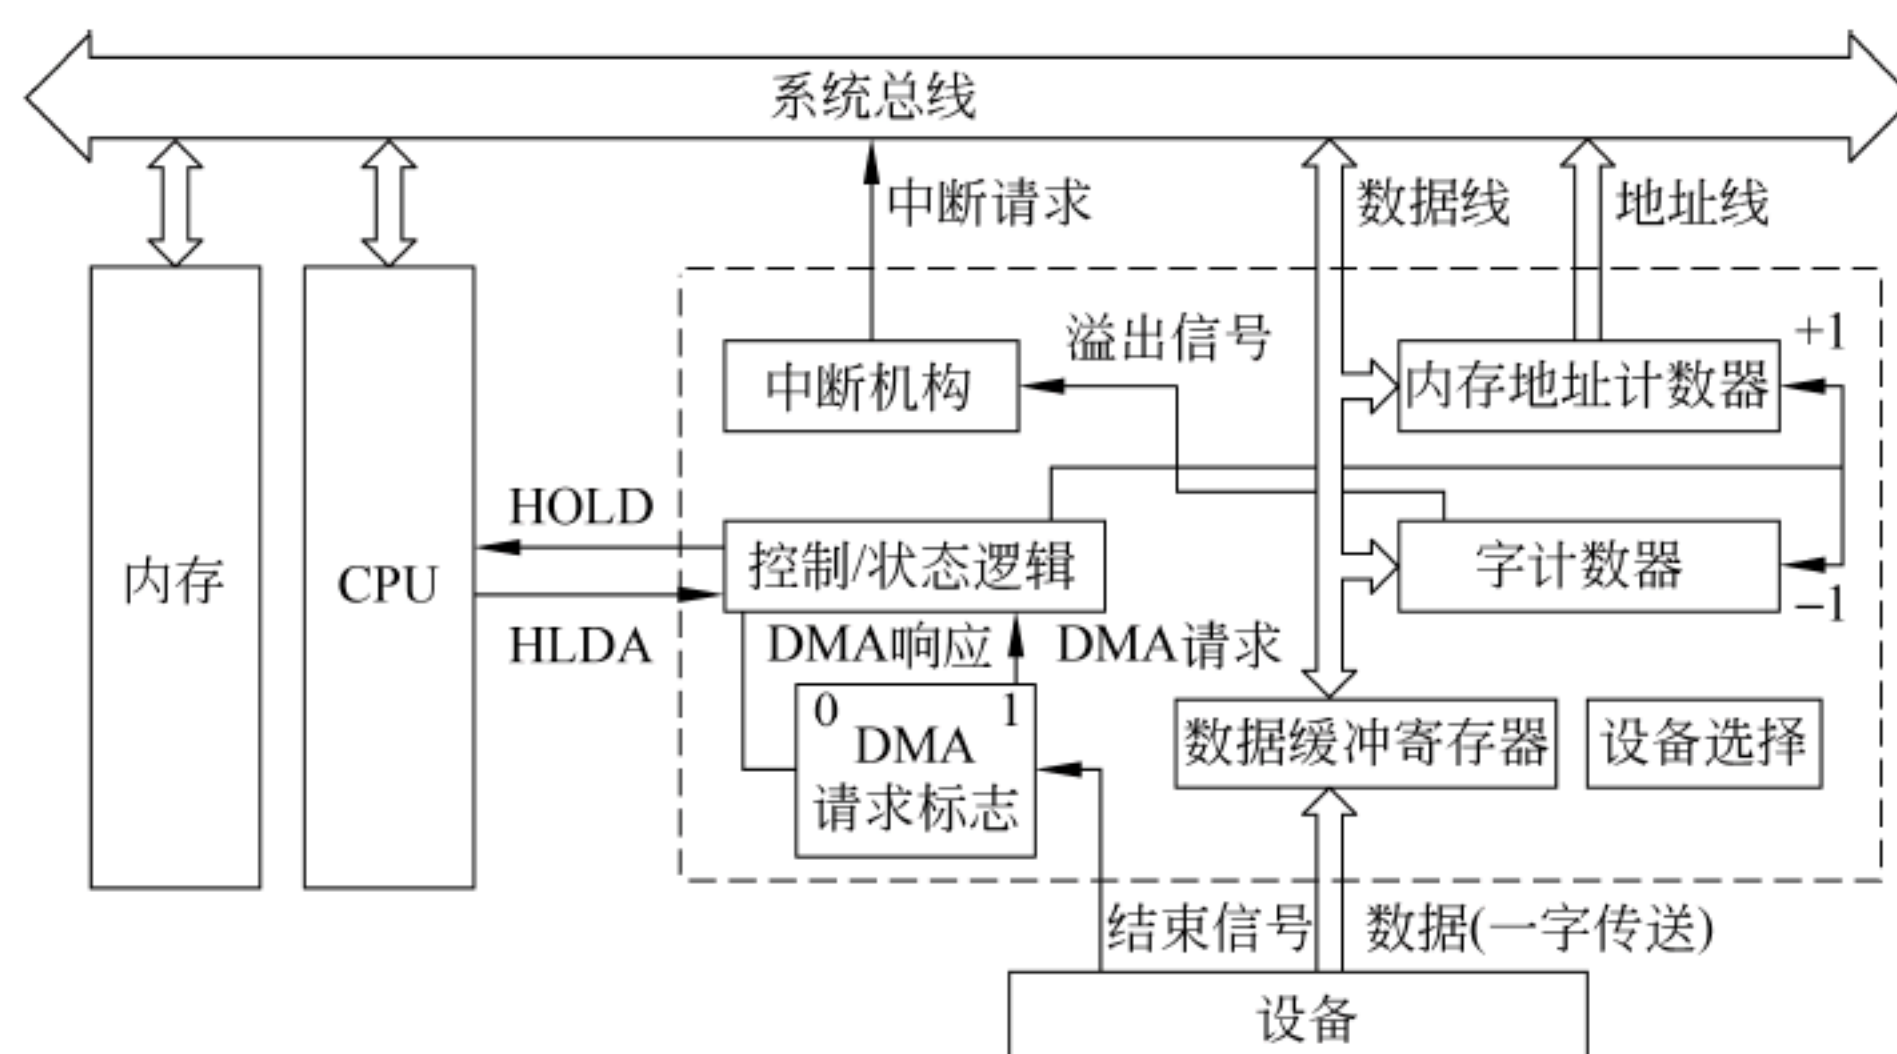 系统总线
中断请求
数据线
地址线
溢出信号
+1
中断机构
内存地址计数器
HOLD
控制/状态逻辑
字计数器
内存
CPU
−1
HLDA
DMA响应
DMA请求
0
1
DMA
请求标志
数据缓冲寄存器
设备选择
结束信号
数据(一字传送)
设备